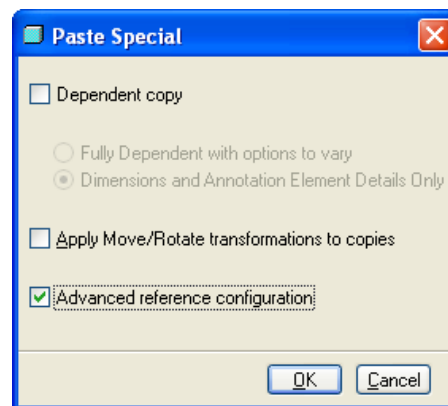 Paste Special
Dependent copy
Fully Dependent with options to vary
Dimensions and Annotation Element Details Only
Apply Move/Rotate transformations to copies
Advanced reference configuration
OK Cancel